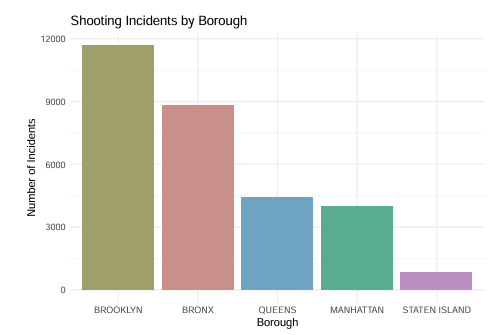 Shooting Incidents by Borough
Number of Incidents
12000
9000
6000
3000
0
BROOKLYN BRONX QUEENS MANHATTAN STATEN ISLAND
Borough